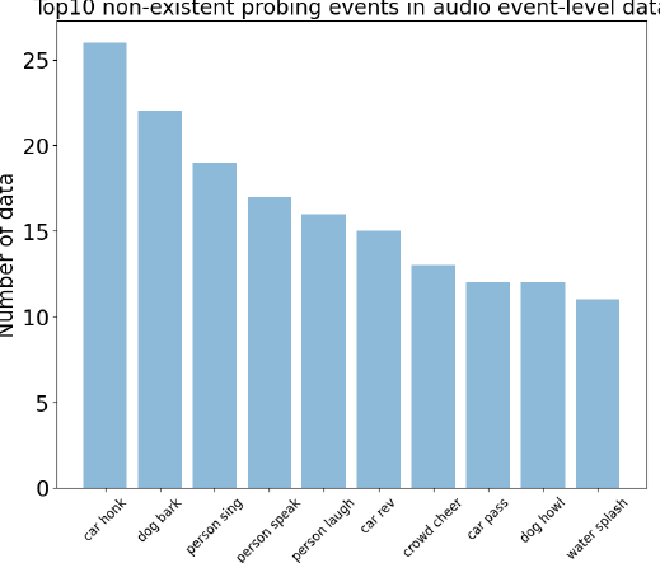 Top10 non-existent probing events in audio event-level data
Number of data
25
20
15
10
5
0
car honk
dog bark
person sing
person speak
person laugh
car rev
crowd cheer
car pass
dog howl
water splash